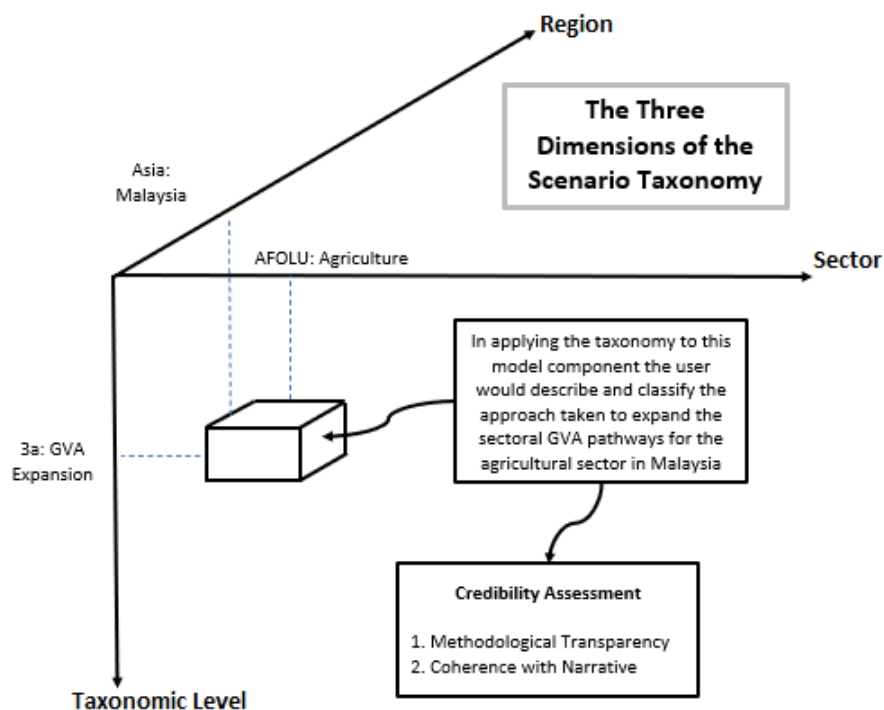 Region
The Three
Dimensions of the
Scenario Taxonomy
Asia:
Malaysia
AFOLU: Agriculture
Sector
In applying the taxonomy to this
model component the user
would describe and classify the
approach taken to expand the
sectoral GVA pathways for the
agricultural sector in Malaysia
3a: GVA
Expansion
Credibility Assessment
1. Methodological Transparency
2. Coherence with Narrative
Taxonomic Level